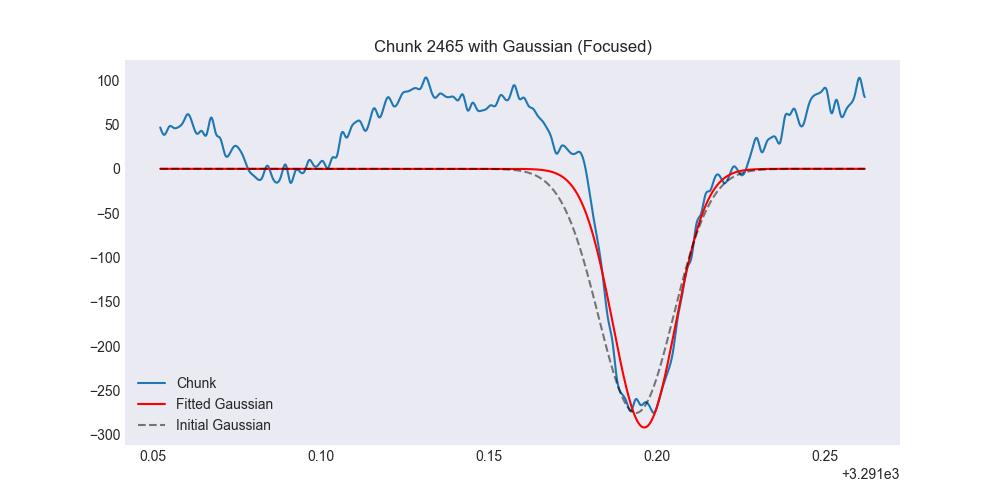 Chunk 2465 with Gaussian (Focused)
100
50
0
−50
−100
−150
−200
−250
−300
Chunk
Fitted Gaussian
Initial Gaussian
0.05 0.10 0.15 0.20 0.25
+3.291e3